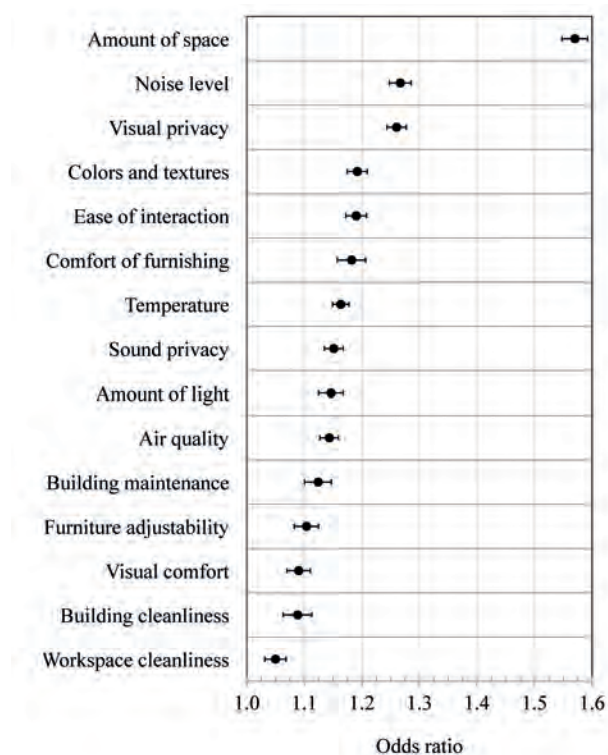 Amount of space
Noise level
Visual privacy
Colors and textures
Ease of interaction
Comfort of furnishing
Temperature
Sound privacy
Amount of light
Air quality
Building maintenance
Furniture adjustability
Visual comfort
Building cleanliness
Workspace cleanliness
1.0 1.1 1.2 1.3 1.4 1.5 1.6
Odds ratio